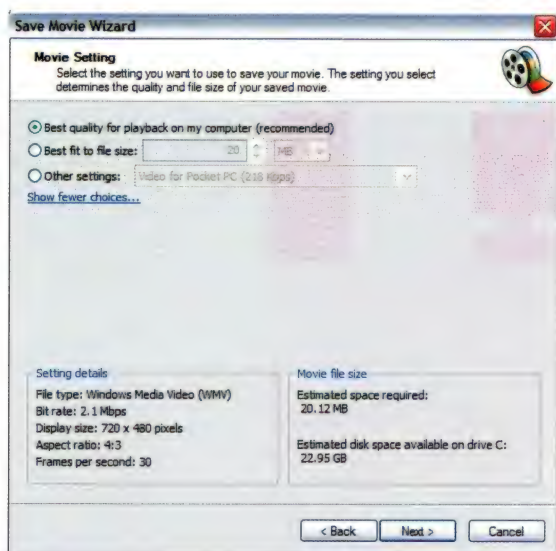 Save Movie Wizard
Movie Setting
Select the setting you want to use to save your movie. The setting you select
determines the quality and file size of your saved movie.
Best quality for playback on my computer (recommended)
Best fit to file size: 20 MB
Other settings: Video for Pocket PC (218 Kbps)
Show fewer choices...
Setting details
File type: Windows Media Video (WMV)
Bit rate: 2.1 Mbps
Display size: 720 x 480 pixels
Aspect ratio: 4:3
Frames per second: 30
Movie file size
Estimated space required:
20.12 MB
Estimated disk space available on drive C:
22.95 GB
< Back
Next >
Cancel